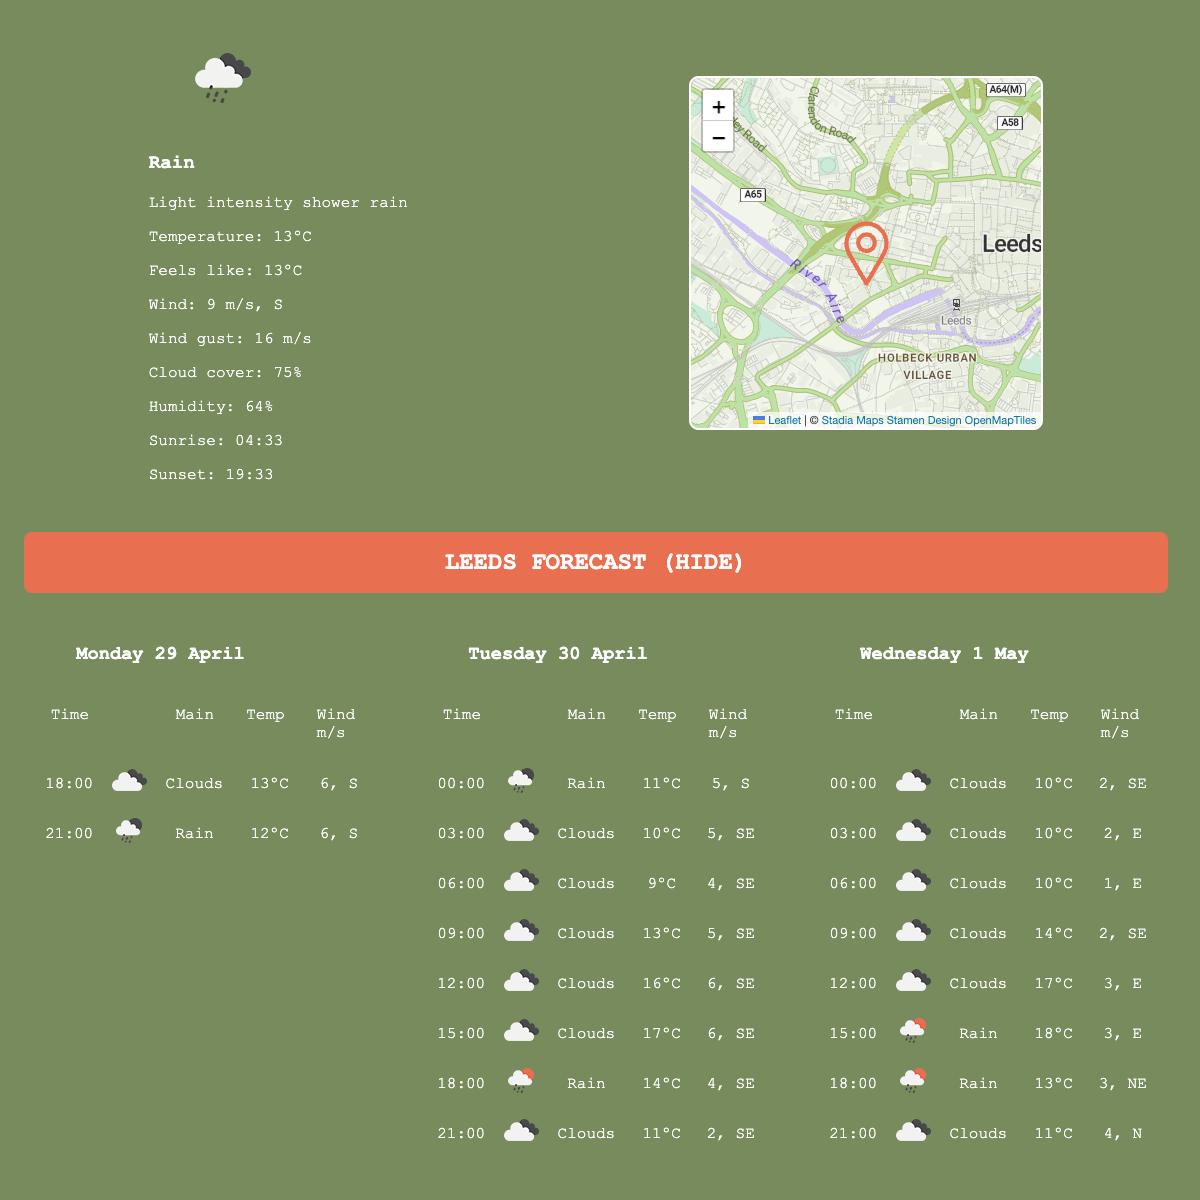 Rain
Light intensity shower rain
Temperature: 13°C
Feels like: 13°C
Wind: 9 m/s, S
Wind gust: 16 m/s
Cloud cover: 75%
Humidity: 64%
Sunrise: 04:33
Sunset: 19:33
+
−
A64(M)
A58
Clarendon Road
ley Road
A65
Leeds
River Aire
Leeds
HOLBECK URBAN
VILLAGE
Leaflet | © Stadia Maps Stamen Design OpenMapTiles
LEEDS FORECAST (HIDE)
Monday 29 April
Time Main Temp Wind
m/s
18:00 Clouds 13°C 6, S
21:00 Rain 12°C 6, S
Tuesday 30 April
Time Main Temp Wind
m/s
00:00 Rain 11°C 5, S
03:00 Clouds 10°C 5, SE
06:00 Clouds 9°C 4, SE
09:00 Clouds 13°C 5, SE
12:00 Clouds 16°C 6, SE
15:00 Clouds 17°C 6, SE
18:00 Rain 14°C 4, SE
21:00 Clouds 11°C 2, SE
Wednesday 1 May
Time Main Temp Wind
m/s
00:00 Clouds 10°C 2, SE
03:00 Clouds 10°C 2, E
06:00 Clouds 10°C 1, E
09:00 Clouds 14°C 2, SE
12:00 Clouds 17°C 3, E
15:00 Rain 18°C 3, E
18:00 Rain 13°C 3, NE
21:00 Clouds 11°C 4, N